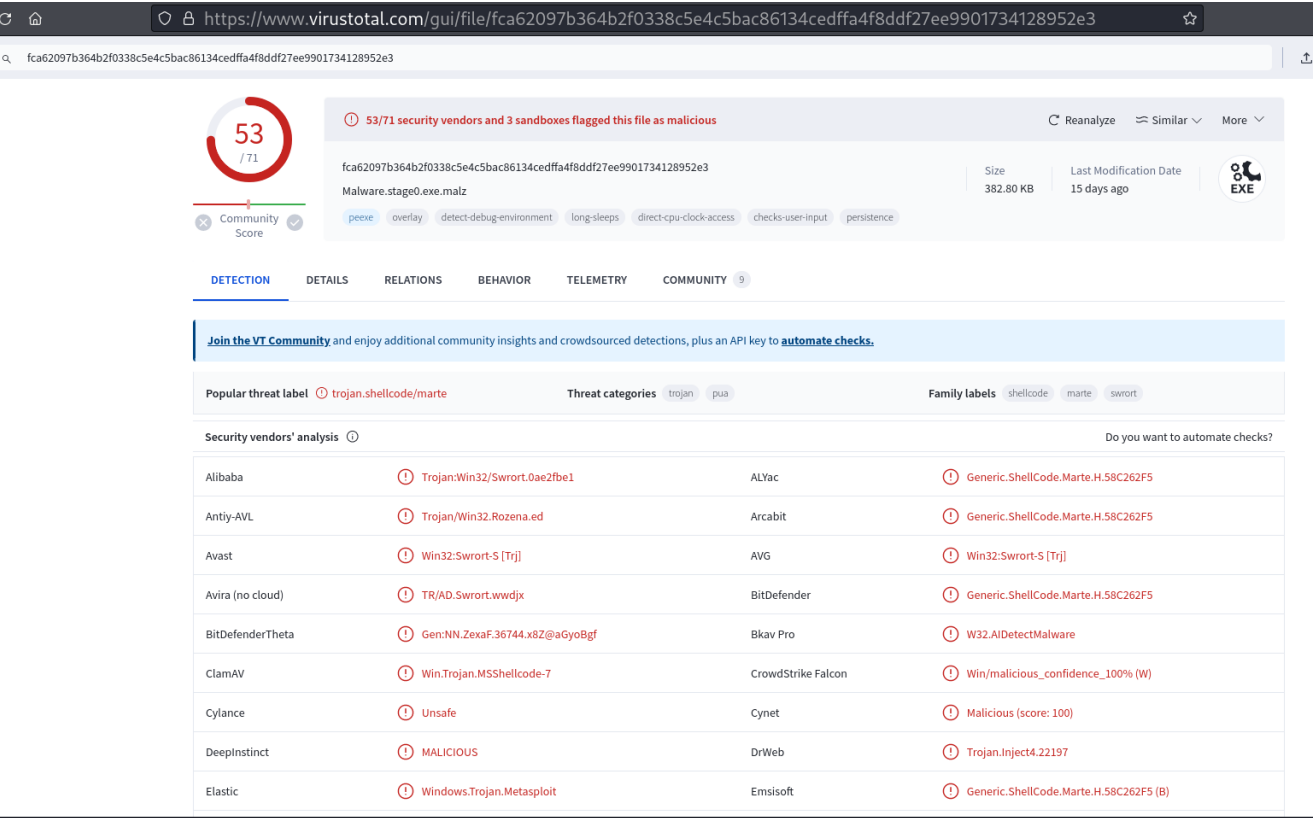 https://www.virustotal.com/gui/file/fca62097b364b2f0338c5e4c5bac86134cedffa4f8ddf27ee9901734128952e3
fca62097b364b2f0338c5e4c5bac86134cedffa4f8ddf27ee9901734128952e3
53
/ 71
Community
Score
53/71 security vendors and 3 sandboxes flagged this file as malicious
Reanalyze Similar More
fca62097b364b2f0338c5e4c5bac86134cedffa4f8ddf27ee9901734128952e3
Malware.stage0.exe.malz
peexe overlay detect-debug-environment long-sleeps direct-cpu-clock-access checks-user-input persistence
Size
382.80 KB
Last Modification Date
15 days ago
EXE
DETECTION DETAILS RELATIONS BEHAVIOR TELEMETRY COMMUNITY 9
Join the VT Community and enjoy additional community insights and crowdsourced detections, plus an API key to automate checks.
Popular threat label trojan.shellcode/marte Threat categories trojan pua Family labels shellcode marte swrort
Security vendors' analysis Do you want to automate checks?
Alibaba Trojan:Win32/Swrort.0ae2fbe1 ALYac Generic.ShellCode.Marte.H.58C262F5
Antiy-AVL Trojan/Win32.Rozena.ed Arcabit Generic.ShellCode.Marte.H.58C262F5
Avast Win32:Swrort-S [Trj] AVG Win32:Swrort-S [Trj]
Avira (no cloud) TR/AD.Swrort.wwdjx BitDefender Generic.ShellCode.Marte.H.58C262F5
BitDefenderTheta Gen:NN.ZexaF.36744.x8Z@aGyoBgf Bkav Pro W32.AIDetectMalware
ClamAV Win.Trojan.MSShellcode-7 CrowdStrike Falcon Win/malicious_confidence_100% (W)
Cylance Unsafe Cynet Malicious (score: 100)
DeepInstinct MALICIOUS DrWeb Trojan.Inject4.22197
Elastic Windows.Trojan.Metasploit Emsisoft Generic.ShellCode.Marte.H.58C262F5 (B)